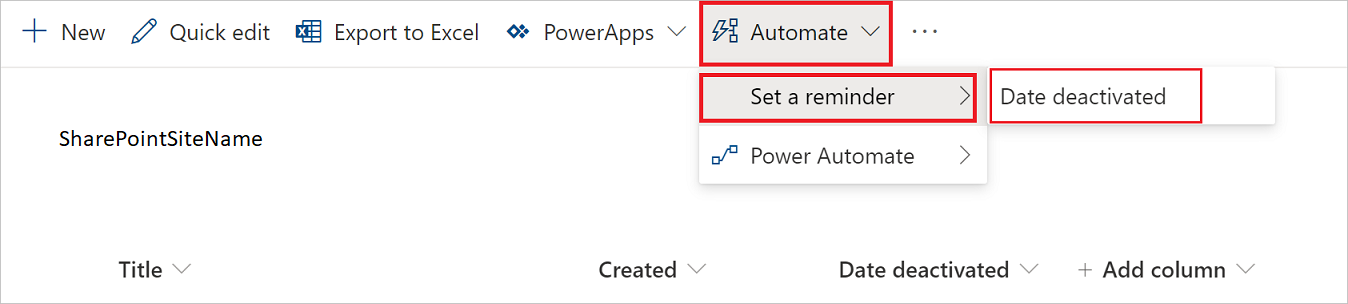 New Quick edit Export to Excel PowerApps Automate ...
Set a reminder Date deactivated
SharePointSiteName
Power Automate
Title Created Date deactivated + Add column